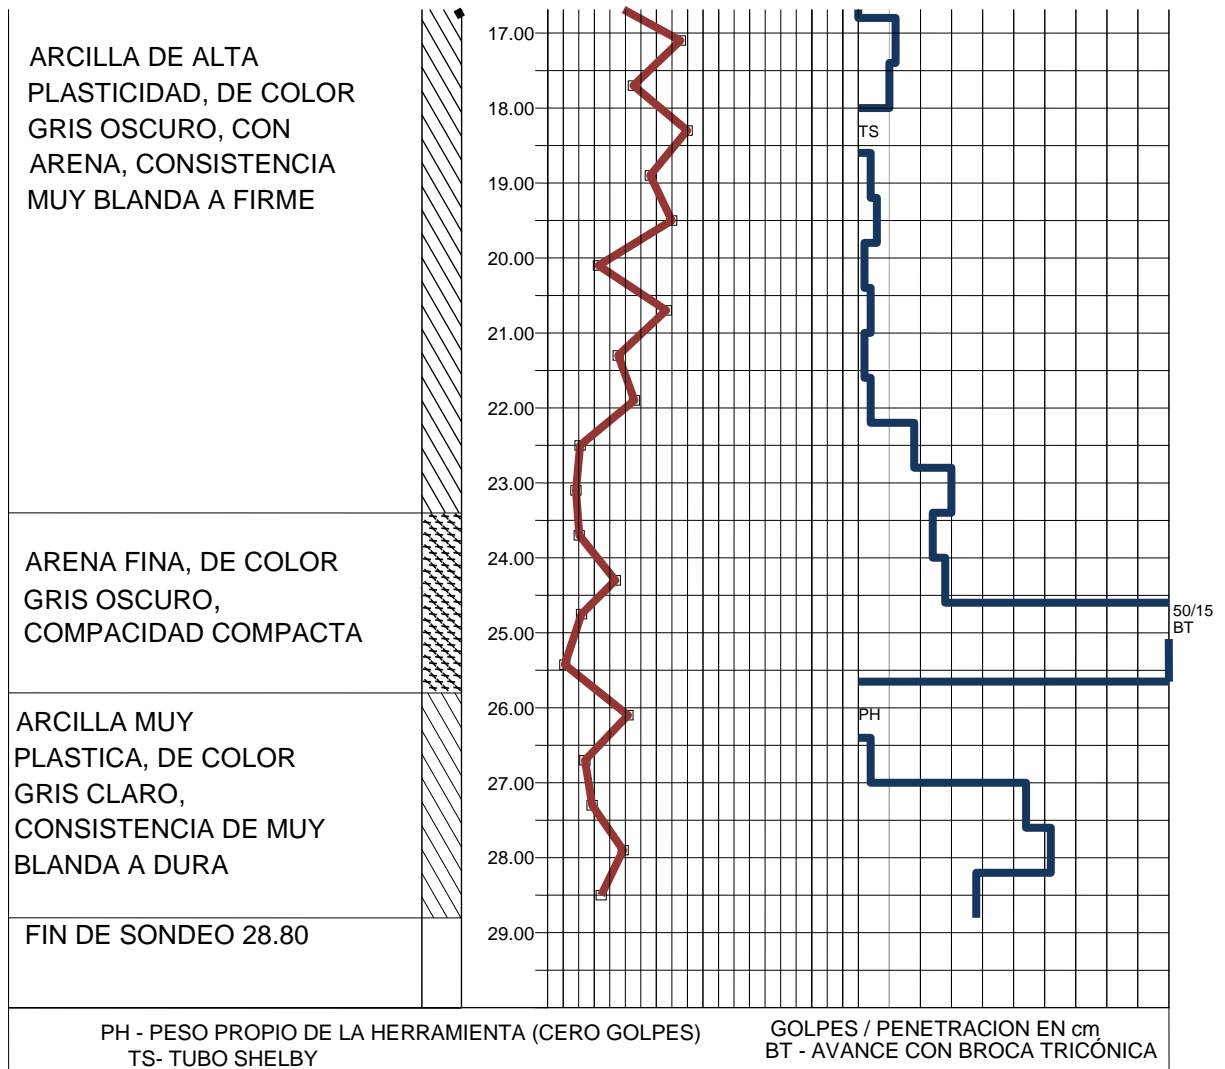 ARCILLA DE ALTA
PLASTICIDAD, DE COLOR
GRIS OSCURO, CON
ARENA, CONSISTENCIA
MUY BLANDA A FIRME
ARENA FINA, DE COLOR
GRIS OSCURO,
COMPACIDAD COMPACTA
ARCILLA MUY
PLASTICA, DE COLOR
GRIS CLARO,
CONSISTENCIA DE MUY
BLANDA A DURA
FIN DE SONDEO 28.80
17.00
18.00
19.00
20.00
21.00
22.00
23.00
24.00
25.00
26.00
27.00
28.00
29.00
TS
50/15
BT
PH
PH - PESO PROPIO DE LA HERRAMIENTA (CERO GOLPES)
TS- TUBO SHELBY
GOLPES / PENETRACION EN cm
BT - AVANCE CON BROCA TRICÓNICA